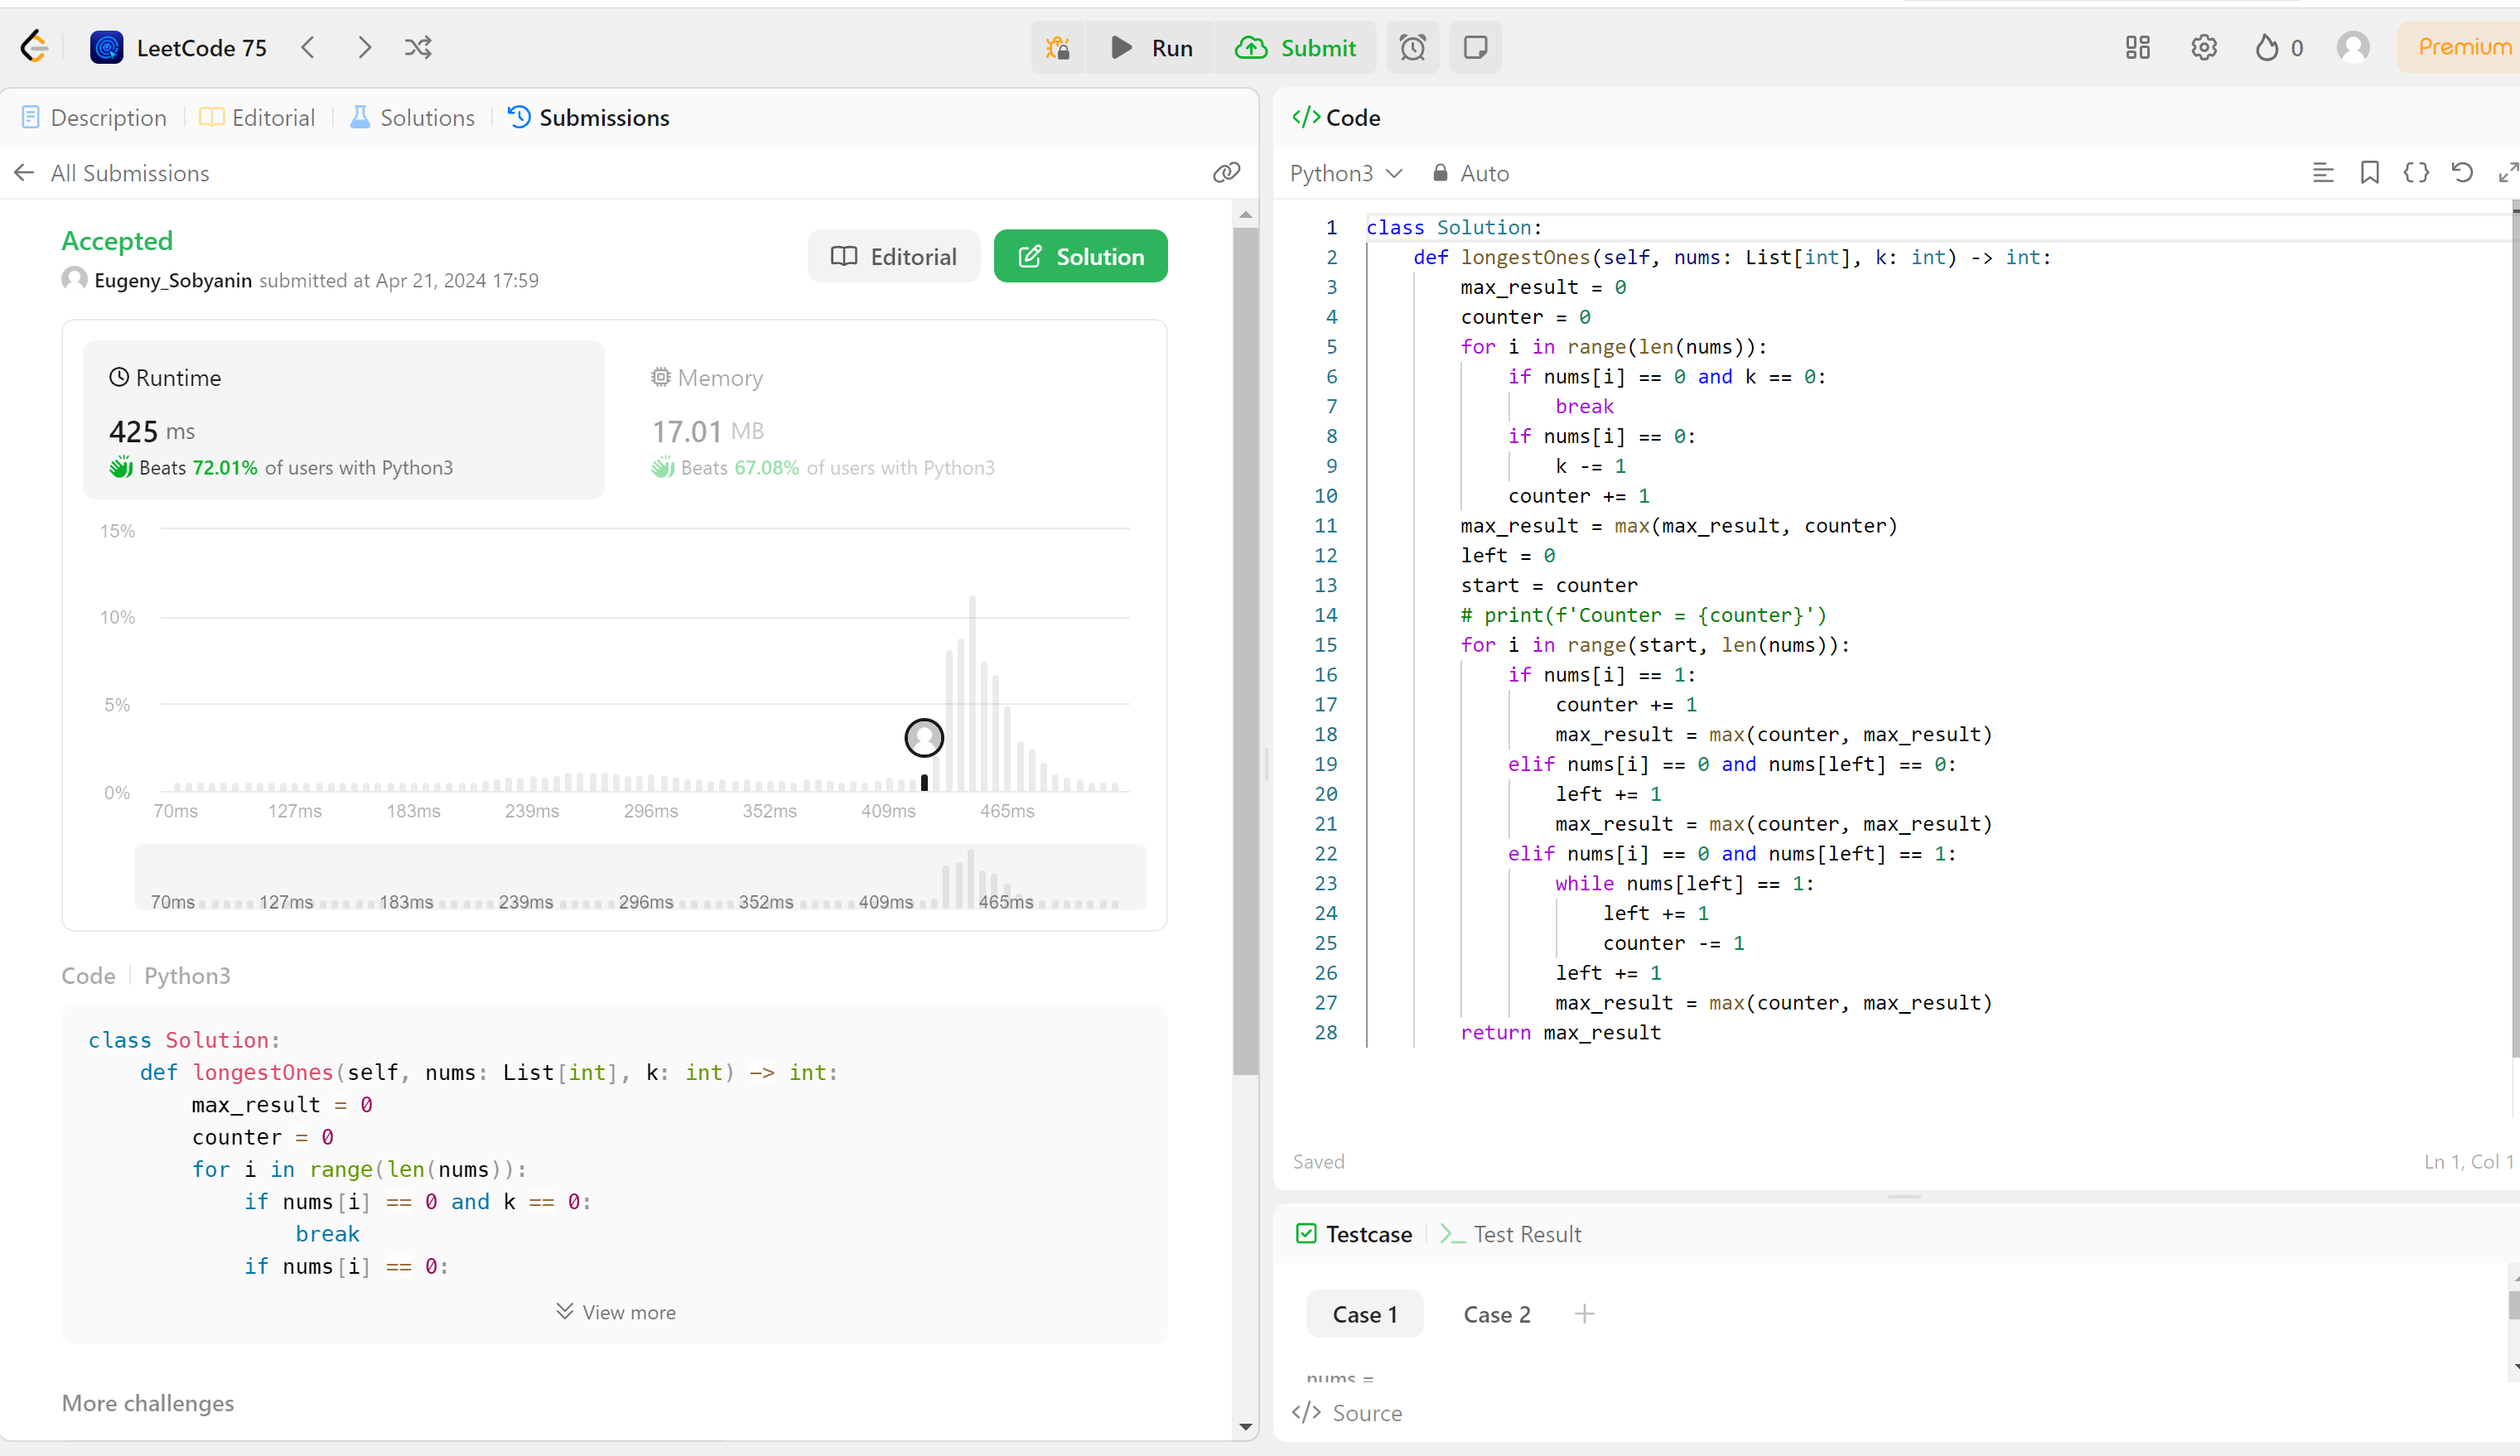 LeetCode 75
Run
Submit
0
Premium
Description
Editorial
Solutions
Submissions
All Submissions
Accepted
Eugeny_Sobyanin submitted at Apr 21, 2024 17:59
Editorial
Solution
Runtime
425 ms
Beats 72.01% of users with Python3
Memory
17.01 MB
Beats 67.08% of users with Python3
15%
10%
5%
0%
70ms 127ms 183ms 239ms 296ms 352ms 409ms 465ms
70ms 127ms 183ms 239ms 296ms 352ms 409ms 465ms
Code
Python3
class Solution:
    def longestOnes(self, nums: List[int], k: int) -> int:
        max_result = 0
        counter = 0
        for i in range(len(nums)):
            if nums[i] == 0 and k == 0:
                break
            if nums[i] == 0:
View more
More challenges
</> Code
Python3
Auto
1 class Solution:
2     def longestOnes(self, nums: List[int], k: int) -> int:
3         max_result = 0
4         counter = 0
5         for i in range(len(nums)):
6             if nums[i] == 0 and k == 0:
7                 break
8             if nums[i] == 0:
9                 k -= 1
10             counter += 1
11         max_result = max(max_result, counter)
12         left = 0
13         start = counter
14         # print(f'Counter = {counter}')
15         for i in range(start, len(nums)):
16             if nums[i] == 1:
17                 counter += 1
18                 max_result = max(counter, max_result)
19             elif nums[i] == 0 and nums[left] == 0:
20                 left += 1
21                 max_result = max(counter, max_result)
22             elif nums[i] == 0 and nums[left] == 1:
23                 while nums[left] == 1:
24                     left += 1
25                     counter -= 1
26                 left += 1
27                 max_result = max(counter, max_result)
28         return max_result
Saved
Ln 1, Col 1
Testcase
Test Result
Case 1
Case 2
nums =
</> Source